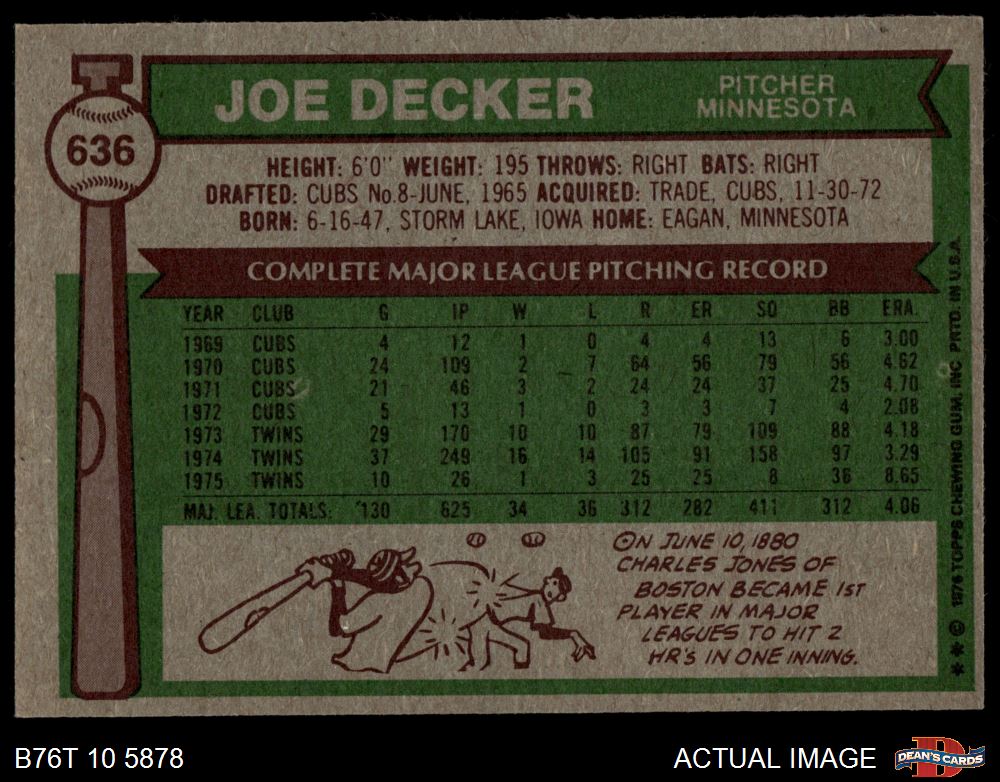 636
JOE DECKER
PITCHER
MINNESOTA
HEIGHT: 6'0" WEIGHT: 195 THROWS: RIGHT BATS: RIGHT
DRAFTED: CUBS No.8-JUNE, 1965 ACQUIRED: TRADE, CUBS, 11-30-72
BORN: 6-16-47, STORM LAKE, IOWA HOME: EAGAN, MINNESOTA
COMPLETE MAJOR LEAGUE PITCHING RECORD
YEAR CLUB G IP W L R ER SO BB ERA.
1969 CUBS 4 12 1 0 4 4 13 6 3.00
1970 CUBS 24 109 2 7 64 56 79 56 4.62
1971 CUBS 21 46 3 2 24 24 37 25 4.70
1972 CUBS 5 13 1 0 3 3 7 4 2.08
1973 TWINS 29 170 10 10 87 79 109 88 4.18
1974 TWINS 37 249 16 14 105 91 158 97 3.29
1975 TWINS 10 26 1 3 25 25 8 36 8.65
MAJ. LEA. TOTALS: 130 625 34 36 312 282 411 312 4.06
ON JUNE 10, 1880
CHARLES JONES OF
BOSTON BECAME 1ST
PLAYER IN MAJOR
LEAGUES TO HIT 2
HR'S IN ONE INNING.
* * © 1976 TOPPS CHEWING GUM, INC. PRTD. IN U.S.A.
B76T 10 5878
ACTUAL IMAGE
D
DEAN'S CARDS